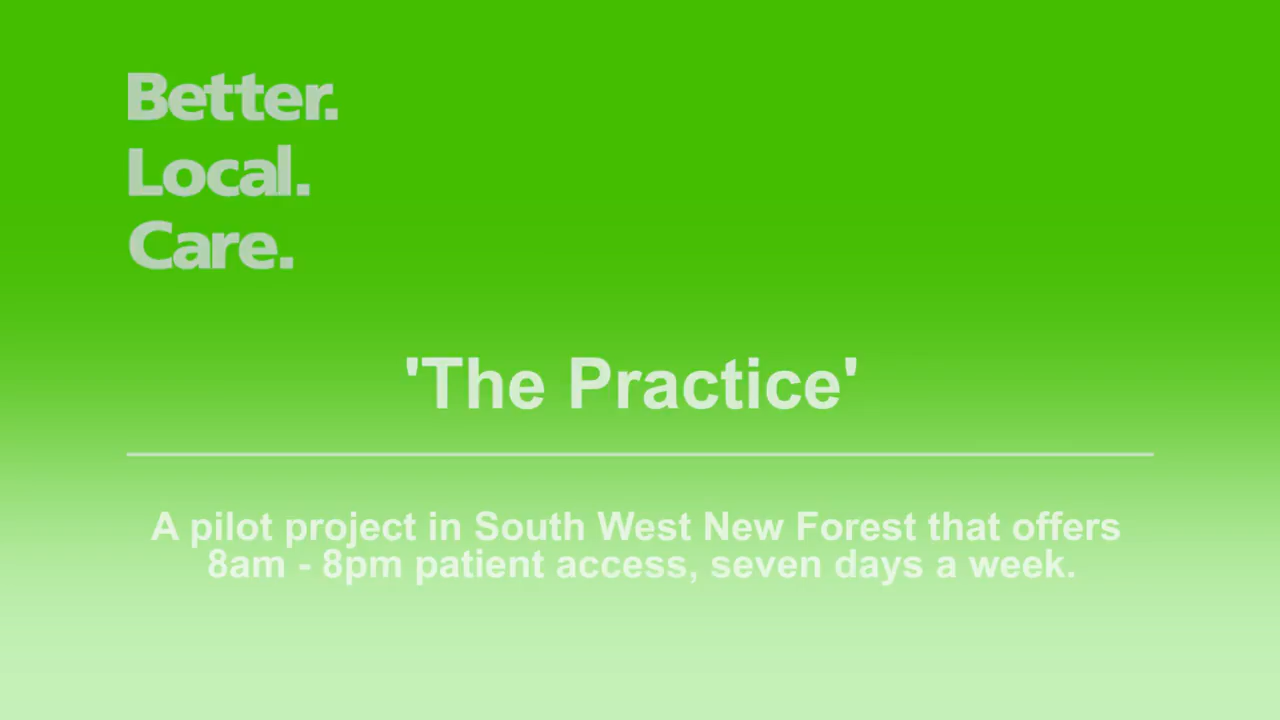 Better.
Local.
Care.
'The Practice'
A pilot project in South West New Forest that offers
8am - 8pm patient access, seven days a week.